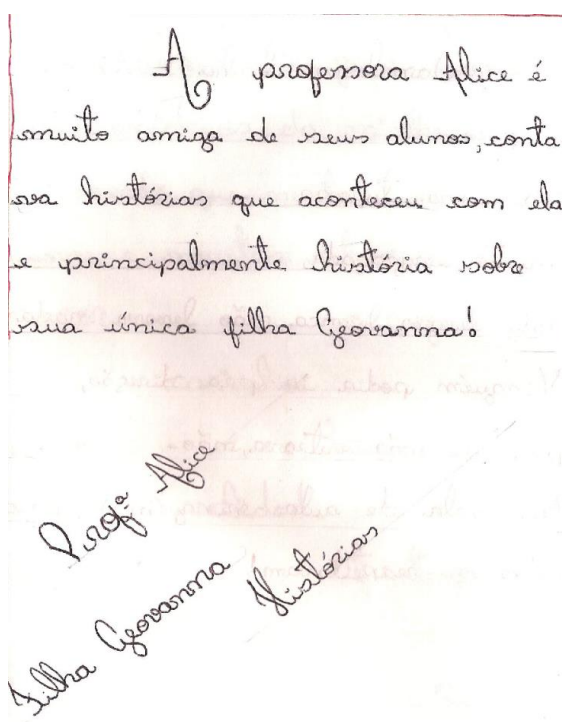 A professora Alice é
muito amiga de seus alunos, conta
va histórias que aconteceu com ela
e principalmente história sobre
sua única filha Geovanna!
Profª Alice
Filha Geovanna
Histórias